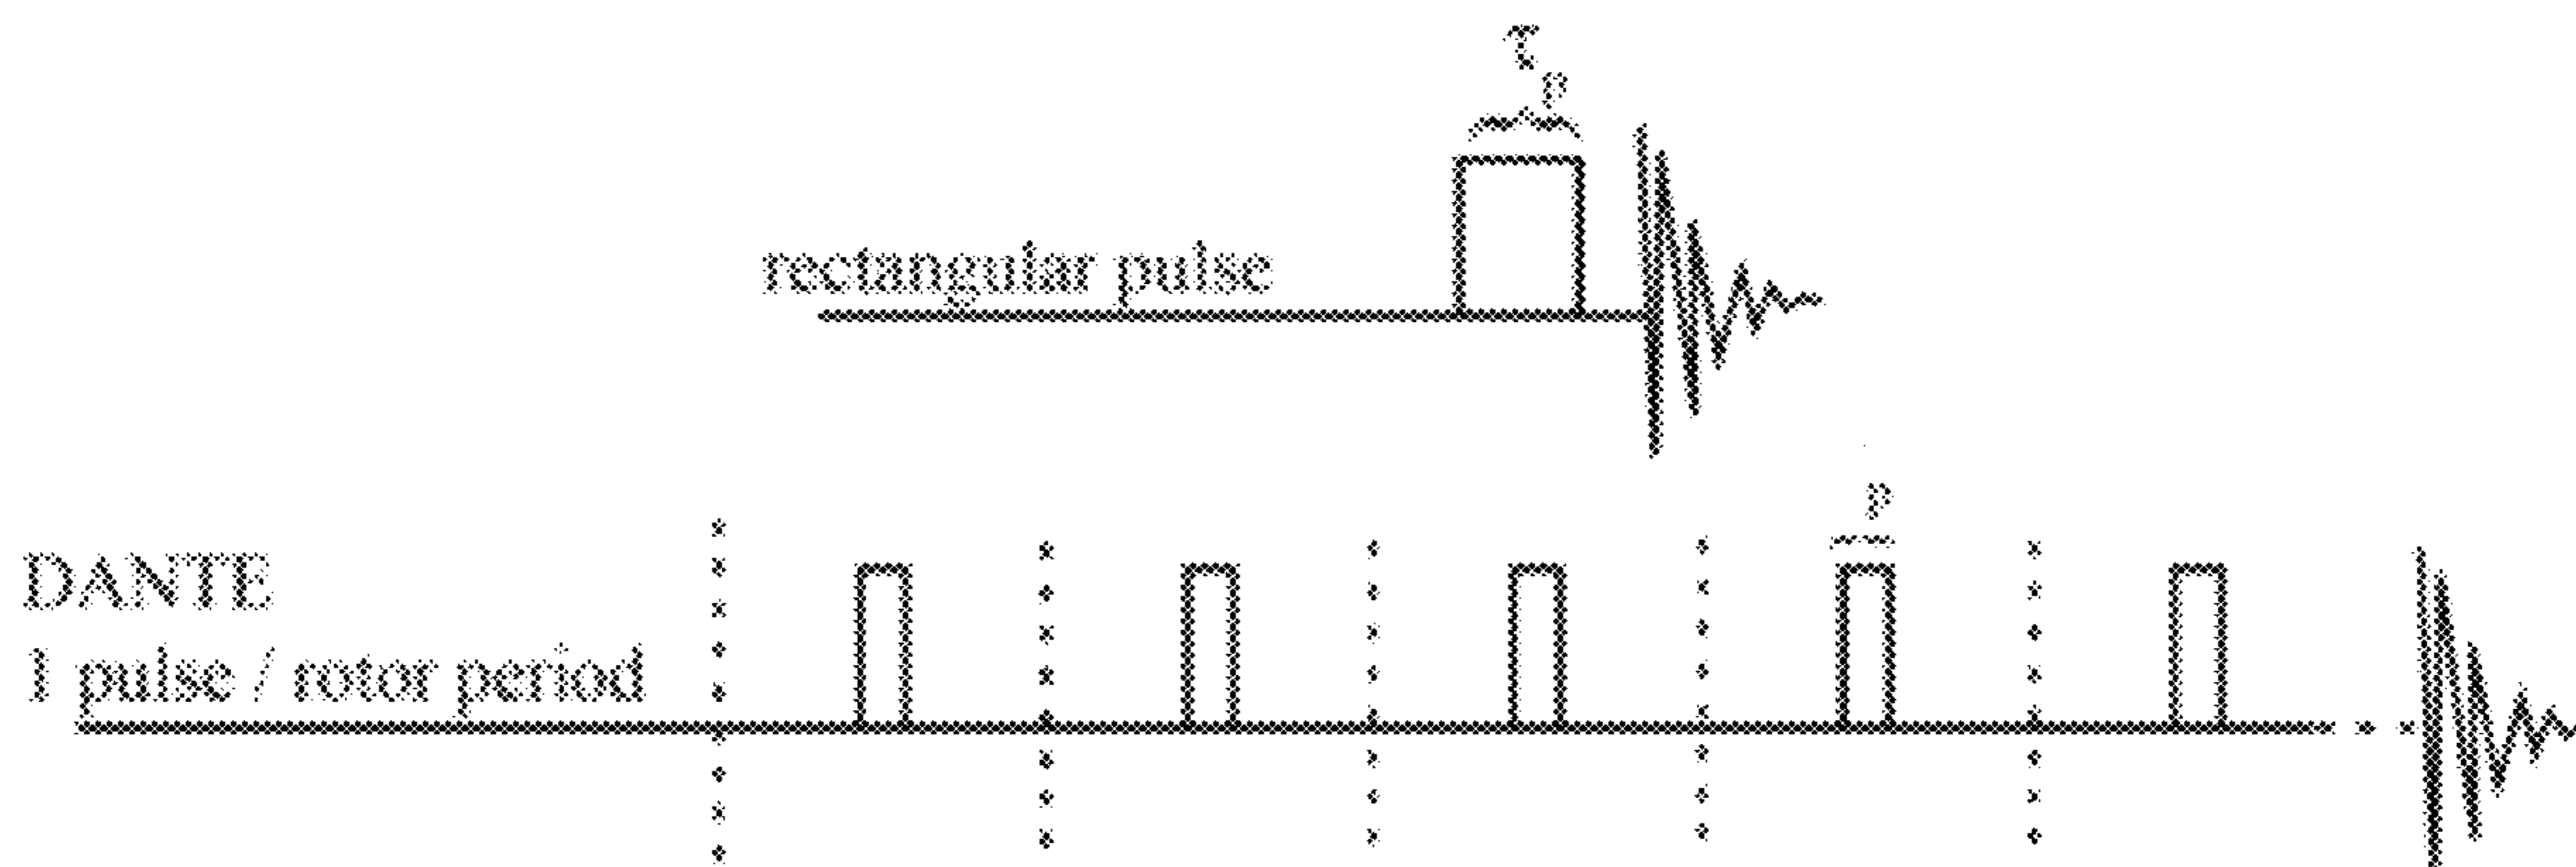 τp
rectangular pulse
p
DANTE
1 pulse / rotor period